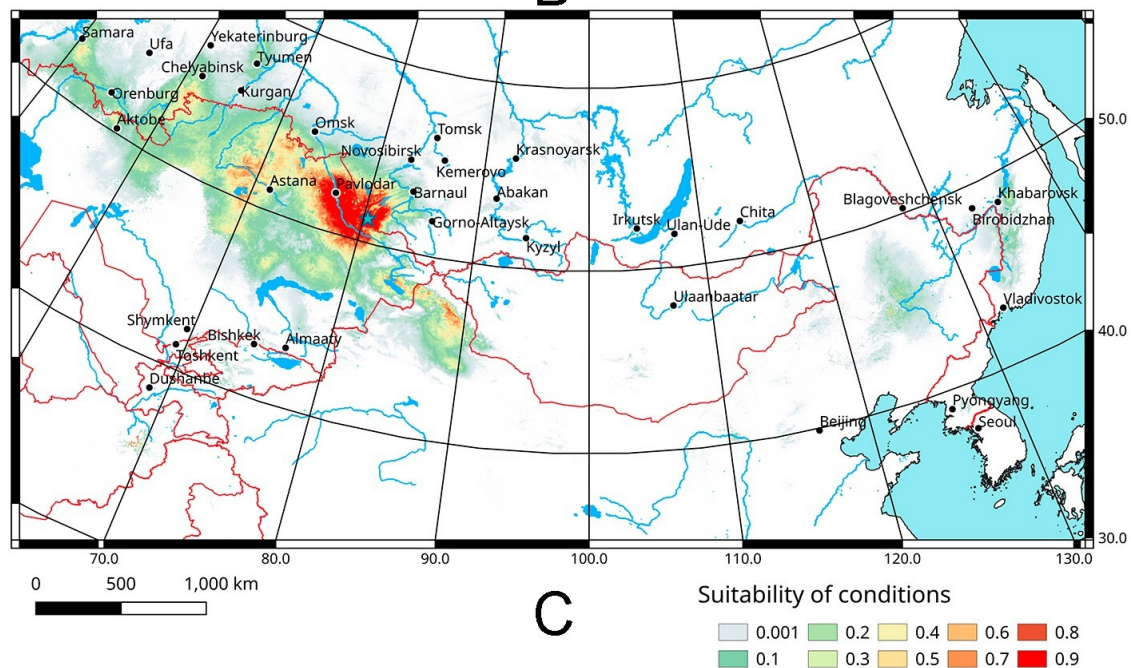 B
Samara
Ufa
Yekaterinburg
Chelyabinsk
Tyumen
Orenburg
Kurgan
Aktobe
Omsk
Tomsk
Novosibirsk
Krasnoyarsk
Kemerovo
Astana
Pavlodar
Barnaul
Abakan
Gorno-Altaysk
Kyzyl
Irkutsk
Ulan-Ude
Chita
Blagoveshchensk
Khabarovsk
Birobidzhan
Ulaanbaatar
Vladivostok
Shymkent
Bishkek
Almaaty
Toshkent
Dushanbe
Beijing
Pyongyang
Seoul
50.0
40.0
30.0
70.0 80.0 90.0 100.0 110.0 120.0 130.0
0 500 1,000 km
C
Suitability of conditions
0.001 0.2 0.4 0.6 0.8
0.1 0.3 0.5 0.7 0.9